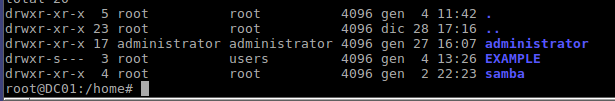 drwxr-xr-x  5 root          root          4096 gen  4 11:42 .
drwxr-xr-x 23 root          root          4096 dic 28 17:16 ..
drwxr-xr-x 17 administrator administrator 4096 gen 27 16:07 administrator
drwxr-s---  3 root          users         4096 gen  4 13:26 EXAMPLE
drwxr-xr-x  4 root          root          4096 gen  2 22:23 samba
root@DC01:/home#